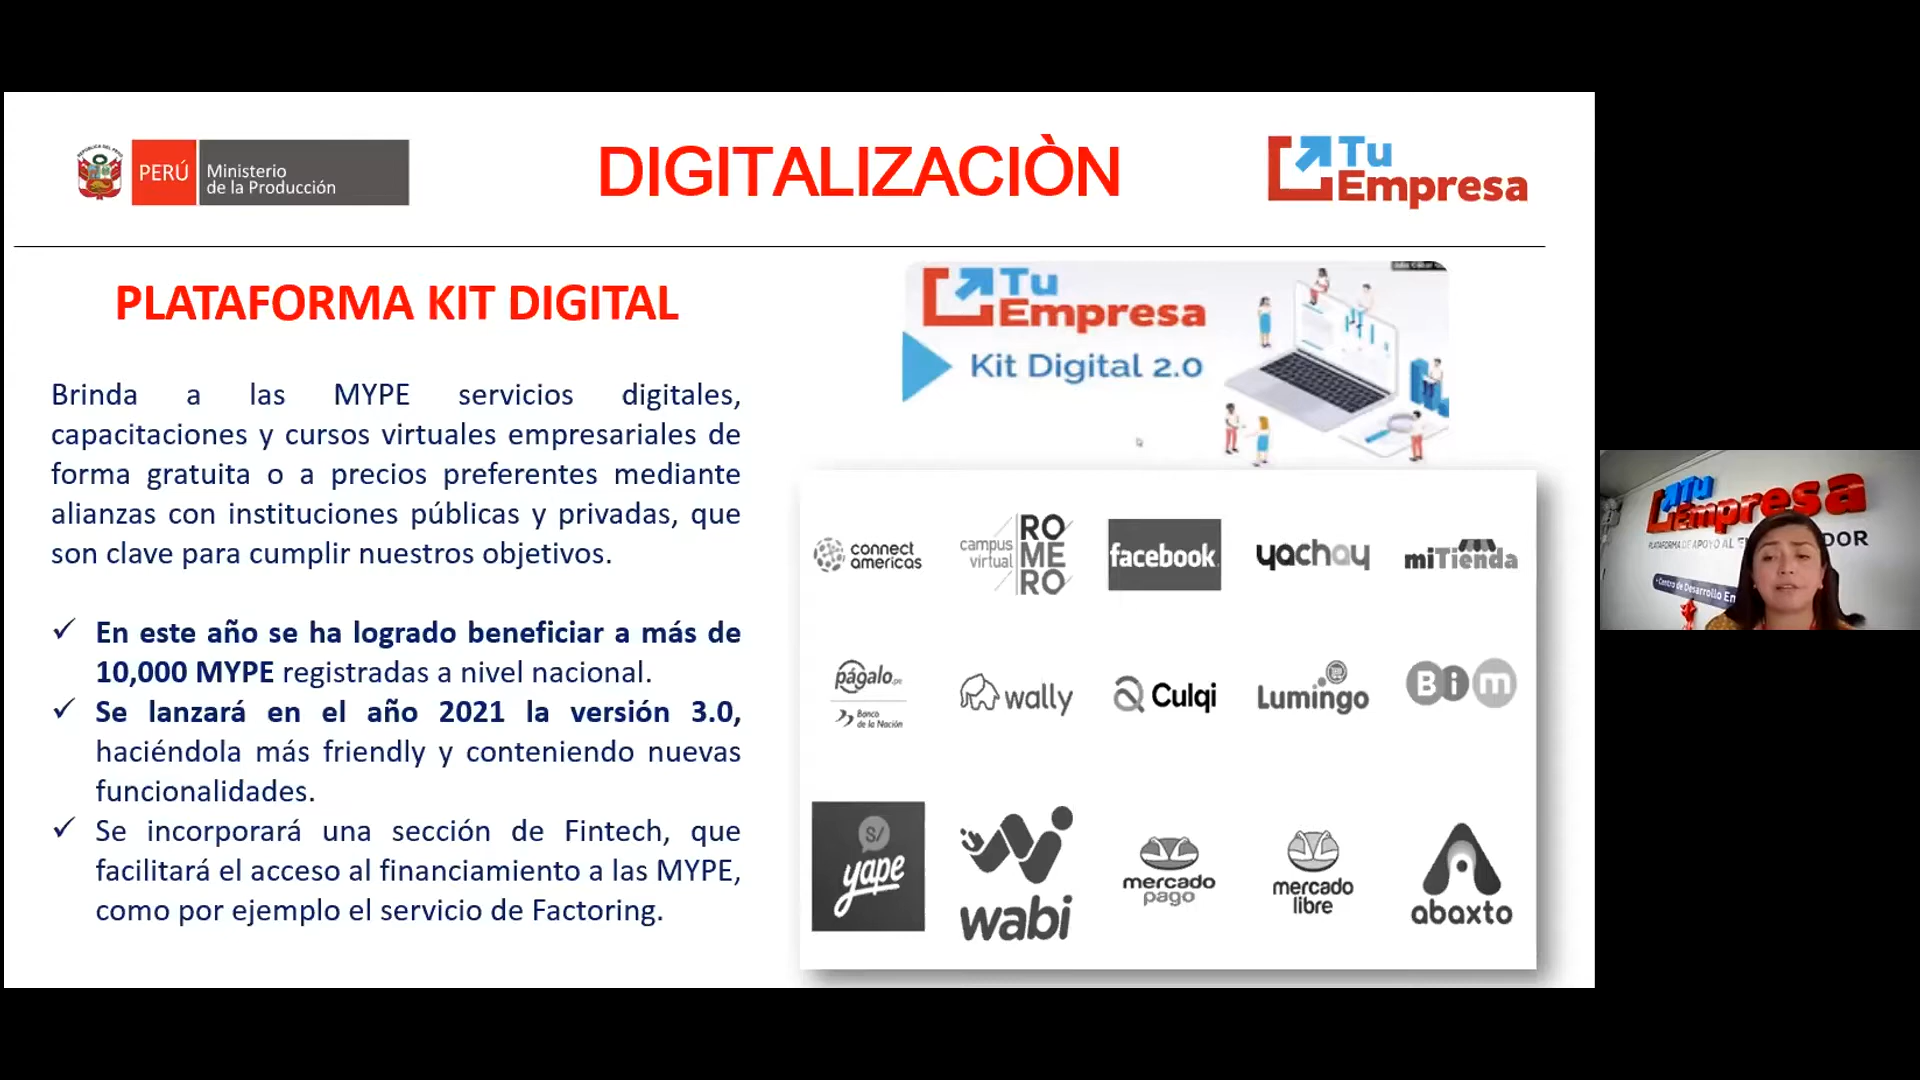 PERÚ
Ministerio
de la Producción
DIGITALIZACIÒN
Tu
Empresa
PLATAFORMA KIT DIGITAL
Brinda a las MYPE servicios digitales,
capacitaciones y cursos virtuales empresariales de
forma gratuita o a precios preferentes mediante
alianzas con instituciones públicas y privadas, que
son clave para cumplir nuestros objetivos.
✓ En este año se ha logrado beneficiar a más de
10,000 MYPE registradas a nivel nacional.
✓ Se lanzará en el año 2021 la versión 3.0,
haciéndola más friendly y conteniendo nuevas
funcionalidades.
✓ Se incorporará una sección de Fintech, que
facilitará el acceso al financiamiento a las MYPE,
como por ejemplo el servicio de Factoring.
Tu
Empresa
Kit Digital 2.0
connect
americas
campus
virtual
RO
ME
RO
facebook
yachay
miTienda
págalo.pe
Banco
de la Nación
wally
Culqi
Lumingo
Bim
S/
yape
wabi
mercado
pago
mercado
libre
abaxto
Tu
Empresa
PLATAFORMA DE APOYO AL
DOR
Centro de Desarrollo